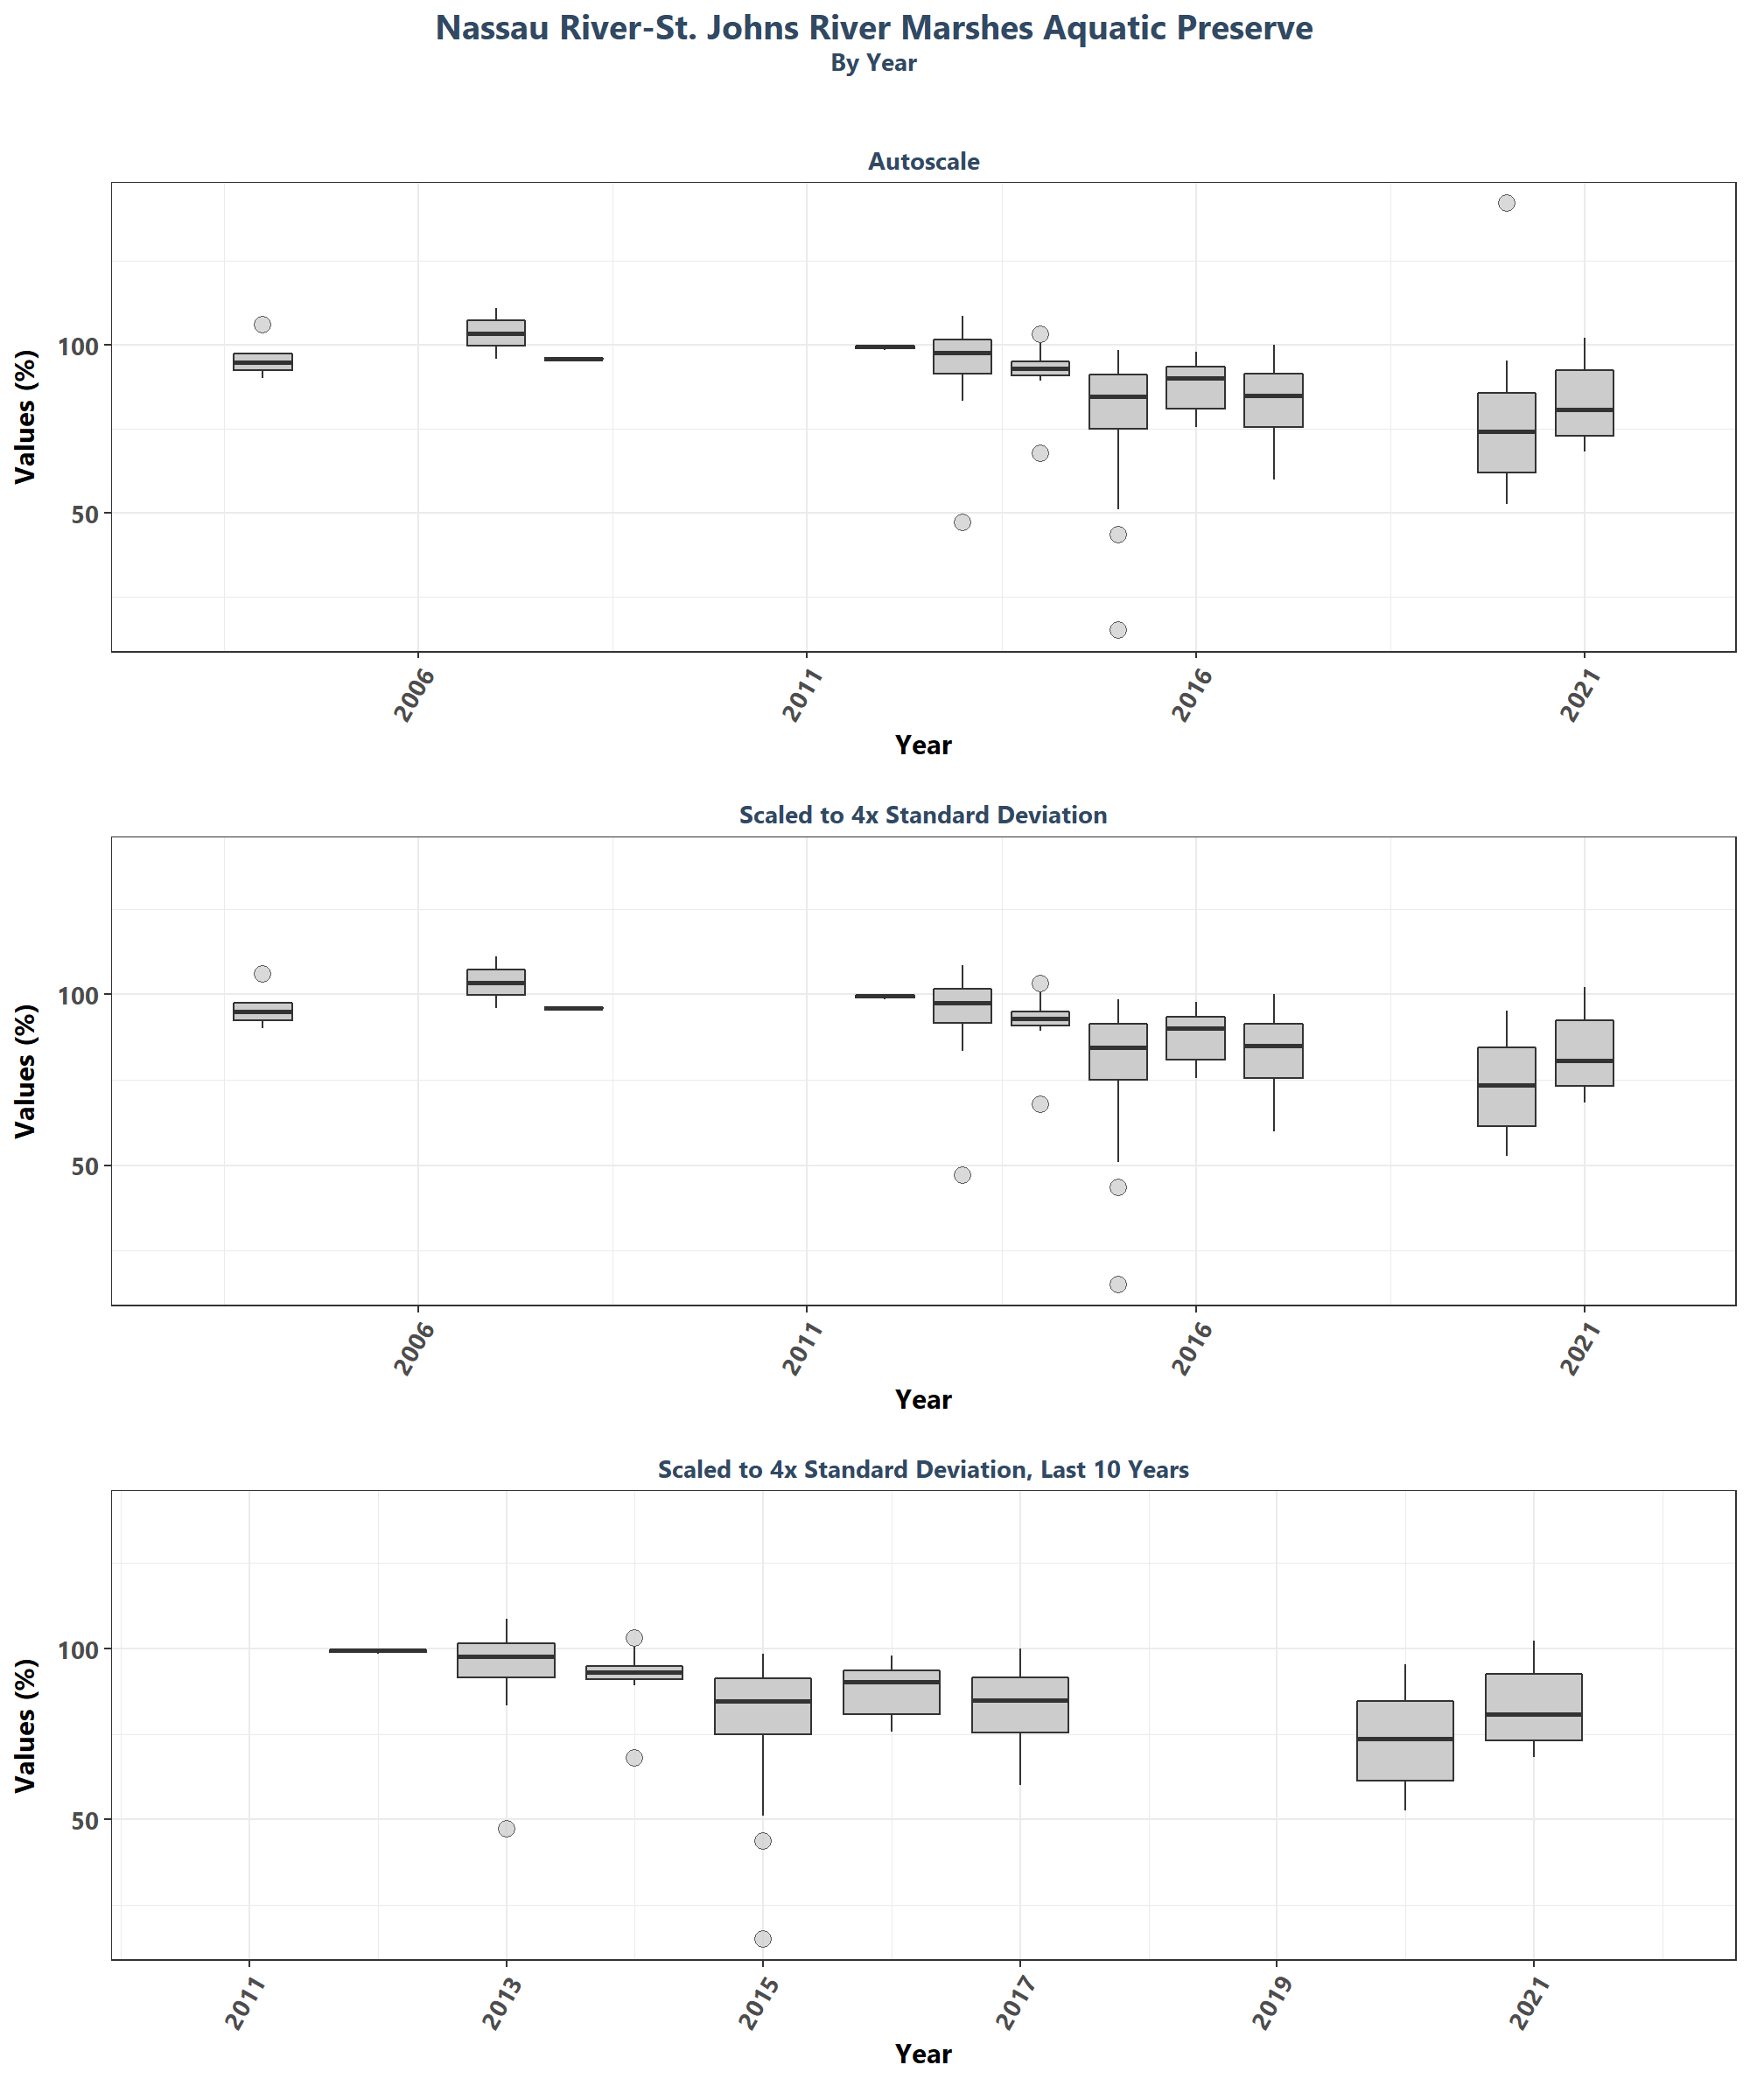 Nassau River-St. Johns River Marshes Aquatic Preserve
By Year
Autoscale
Values (%)
100
50
2006
2011
2016
2021
Year
Scaled to 4x Standard Deviation
Values (%)
100
50
2006
2011
2016
2021
Year
Scaled to 4x Standard Deviation, Last 10 Years
Values (%)
100
50
2011
2013
2015
2017
2019
2021
Year